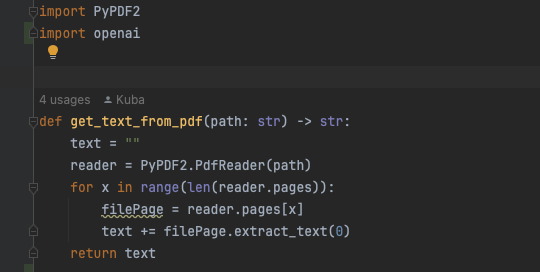 import PyPDF2
import openai
4 usages Kuba
def get_text_from_pdf(path: str) -> str:
    text = ""
    reader = PyPDF2.PdfReader(path)
    for x in range(len(reader.pages)):
        filePage = reader.pages[x]
        text += filePage.extract_text(0)
    return text